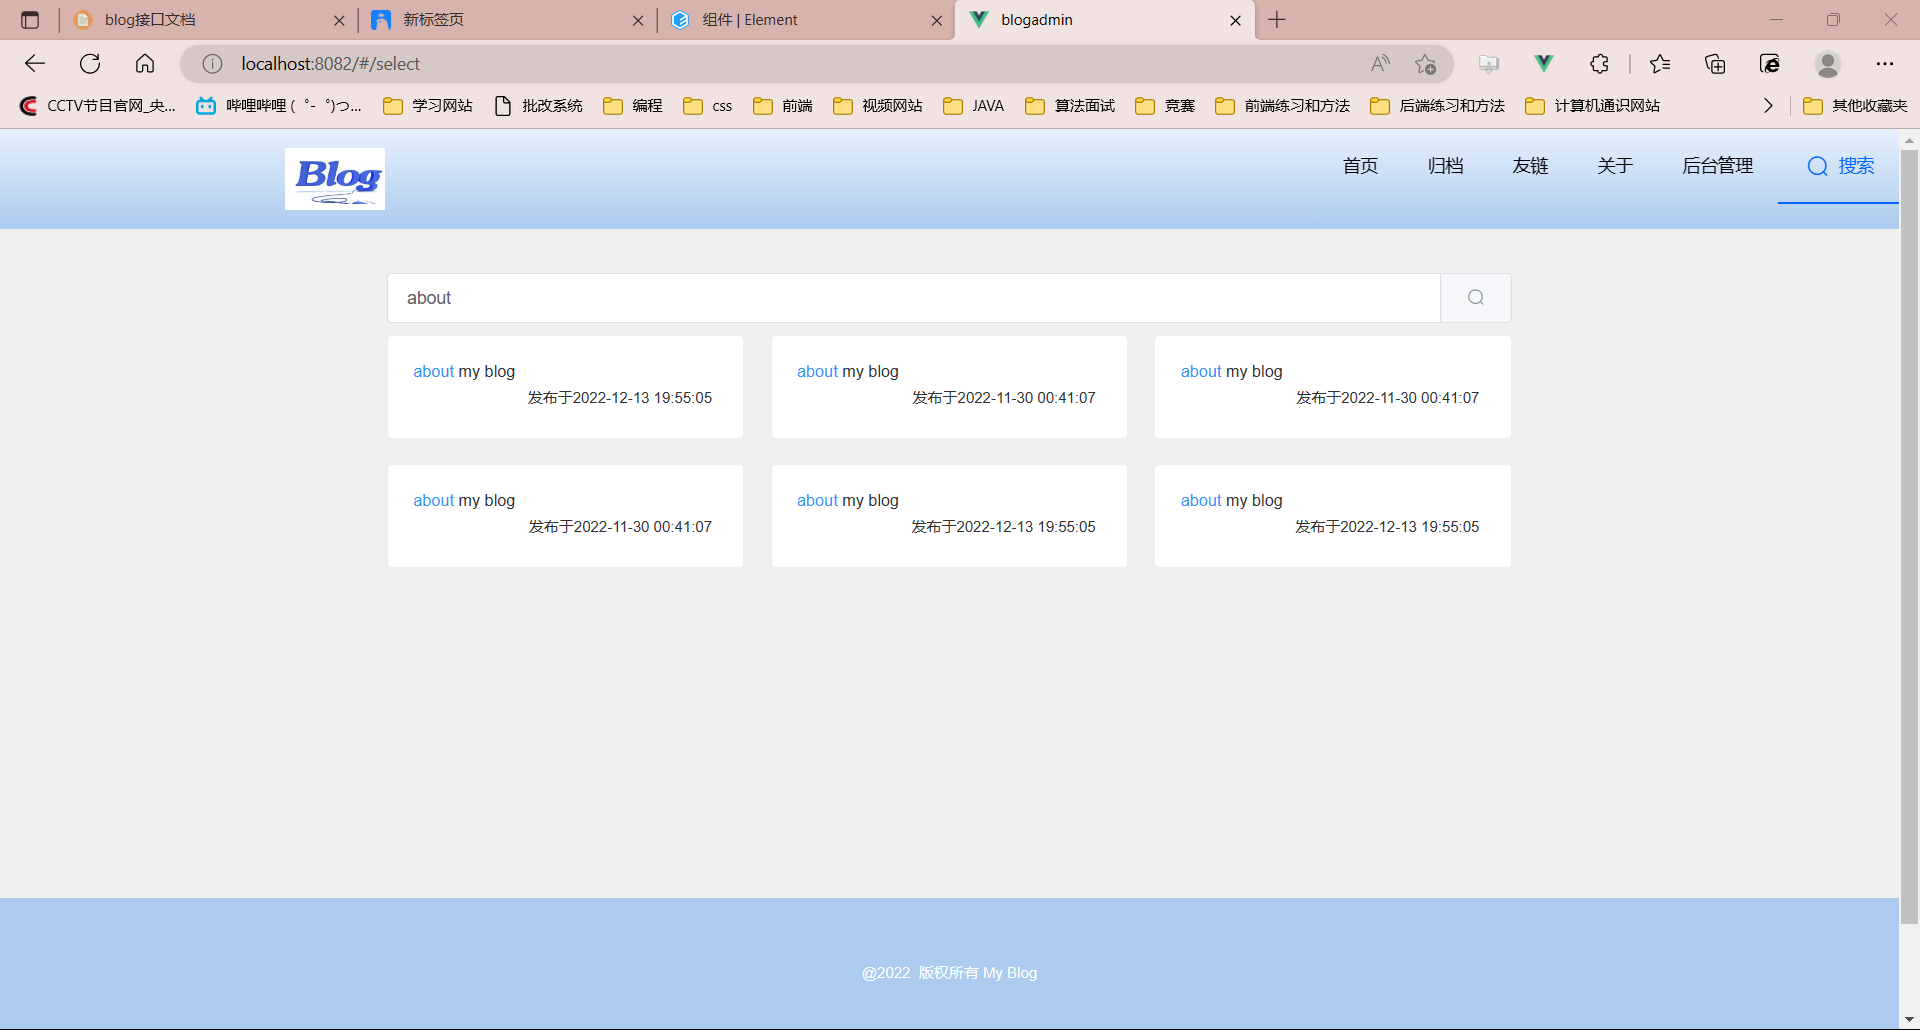 blog接口文档
新标签页
组件 | Element
blogadmin
localhost:8082/#/select
CCTV节目官网_央...
哔哩哔哩 (゜-゜)つ...
学习网站
批改系统
编程
css
前端
视频网站
JAVA
算法面试
竞赛
前端练习和方法
后端练习和方法
计算机通识网站
其他收藏夹
Blog
首页
归档
友链
关于
后台管理
搜索
about
about my blog
发布于2022-12-13 19:55:05
about my blog
发布于2022-11-30 00:41:07
about my blog
发布于2022-11-30 00:41:07
about my blog
发布于2022-11-30 00:41:07
about my blog
发布于2022-12-13 19:55:05
about my blog
发布于2022-12-13 19:55:05
@2022 版权所有 My Blog